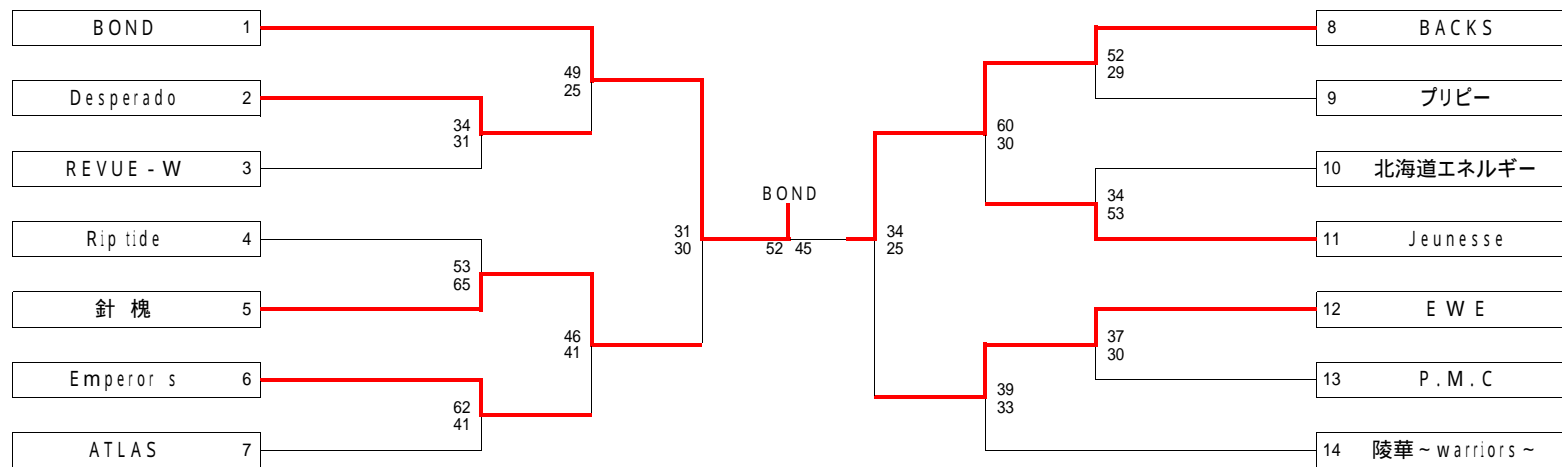 BOND 1
Desperado 2
REVUE-W 3
Rip tide 4
針 槐 5
Emperor s 6
ATLAS 7
34
31
53
65
62
41
49
25
46
41
31
30
BOND
52 45
34
25
60
30
39
33
52
29
34
53
37
30
8 BACKS
9 プリピー
10 北海道エネルギー
11 Jeunesse
12 EWE
13 P.M.C
14 陵華~warriors~